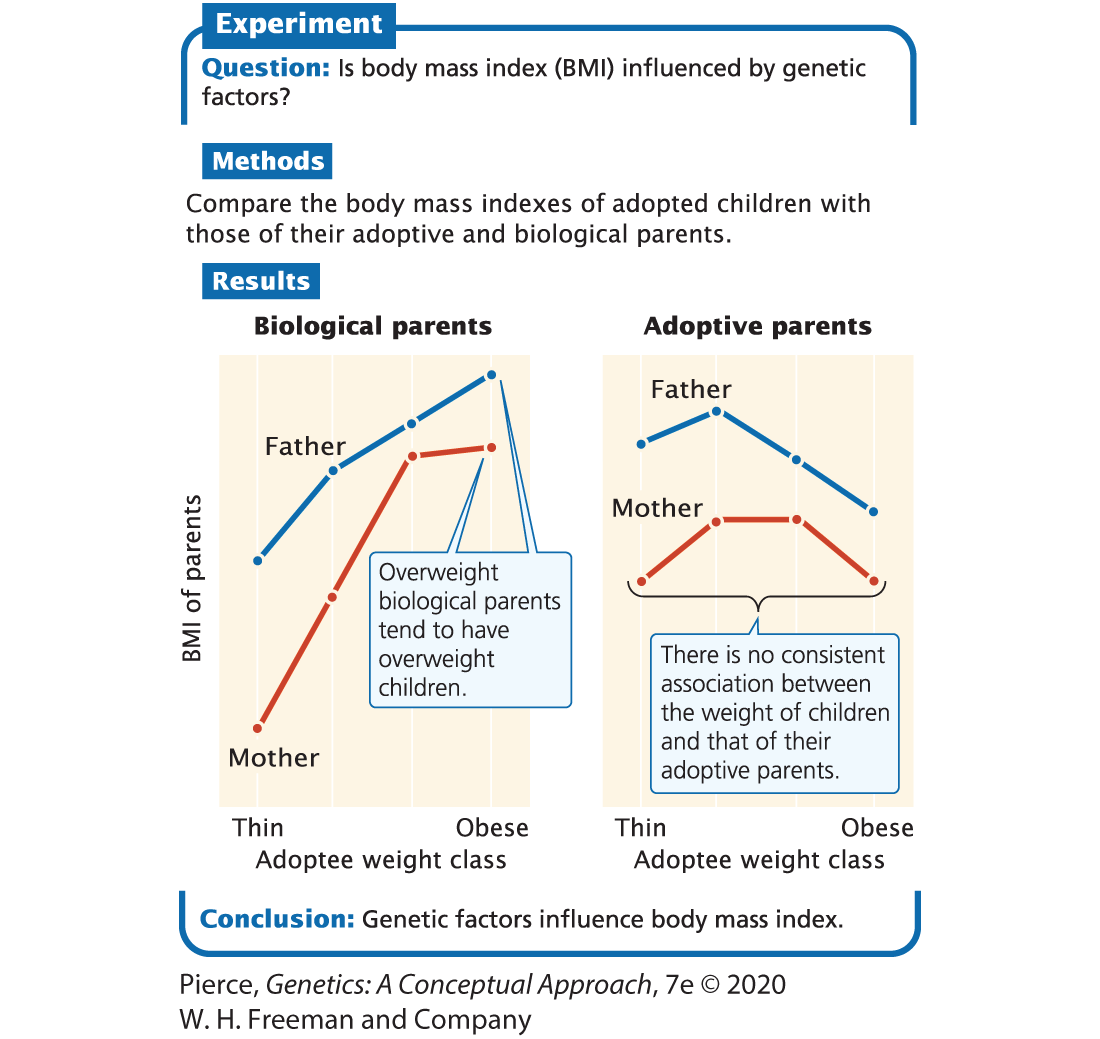 Experiment
Question: Is body mass index (BMI) influenced by genetic
factors?
Methods
Compare the body mass indexes of adopted children with
those of their adoptive and biological parents.
Results
Biological parents
BMI of parents
Father
Mother
Overweight
biological parents
tend to have
overweight
children.
Thin
Obese
Adoptee weight class
Adoptive parents
Father
Mother
There is no consistent
association between
the weight of children
and that of their
adoptive parents.
Thin
Obese
Adoptee weight class
Conclusion: Genetic factors influence body mass index.
Pierce, Genetics: A Conceptual Approach, 7e © 2020
W. H. Freeman and Company